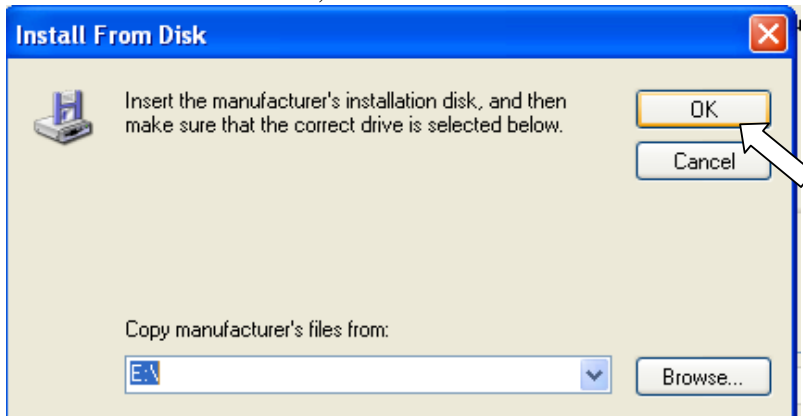 Install From Disk
Insert the manufacturer's installation disk, and then
make sure that the correct drive is selected below.
OK
Cancel
Copy manufacturer's files from:
E:\
Browse...